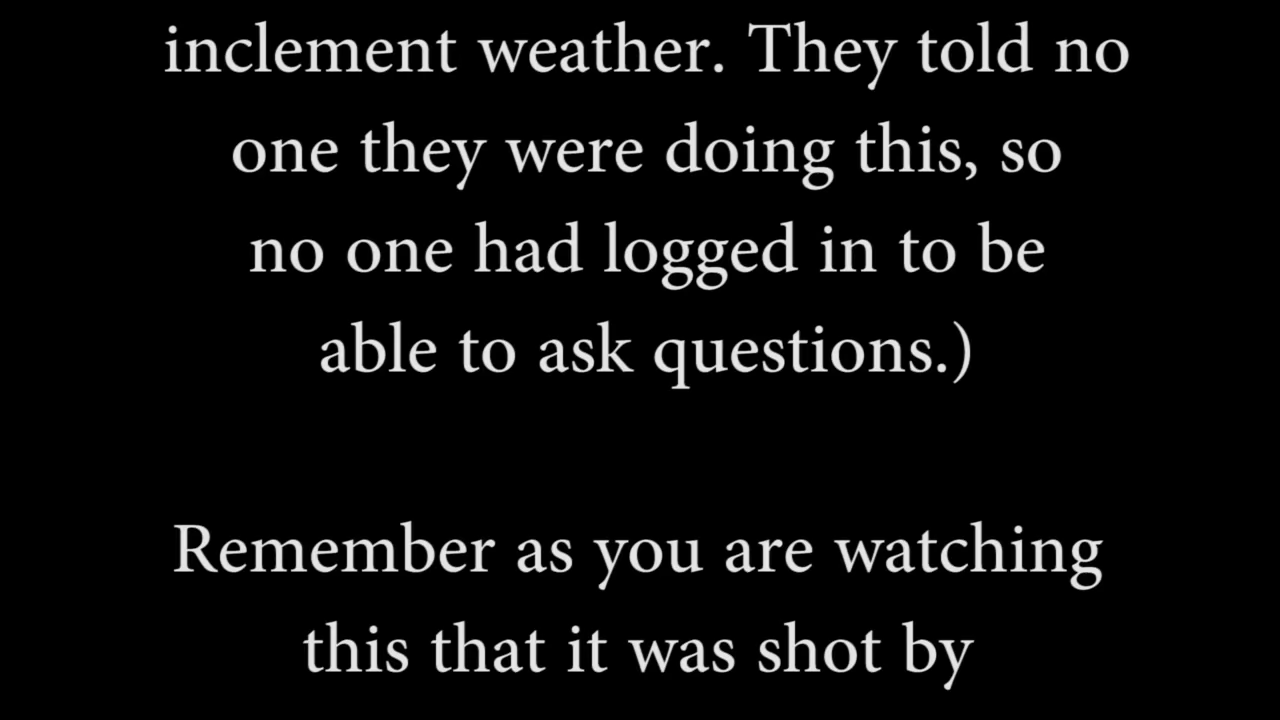 inclement weather. They told no
one they were doing this, so
no one had logged in to be
able to ask questions.)
Remember as you are watching
this that it was shot by